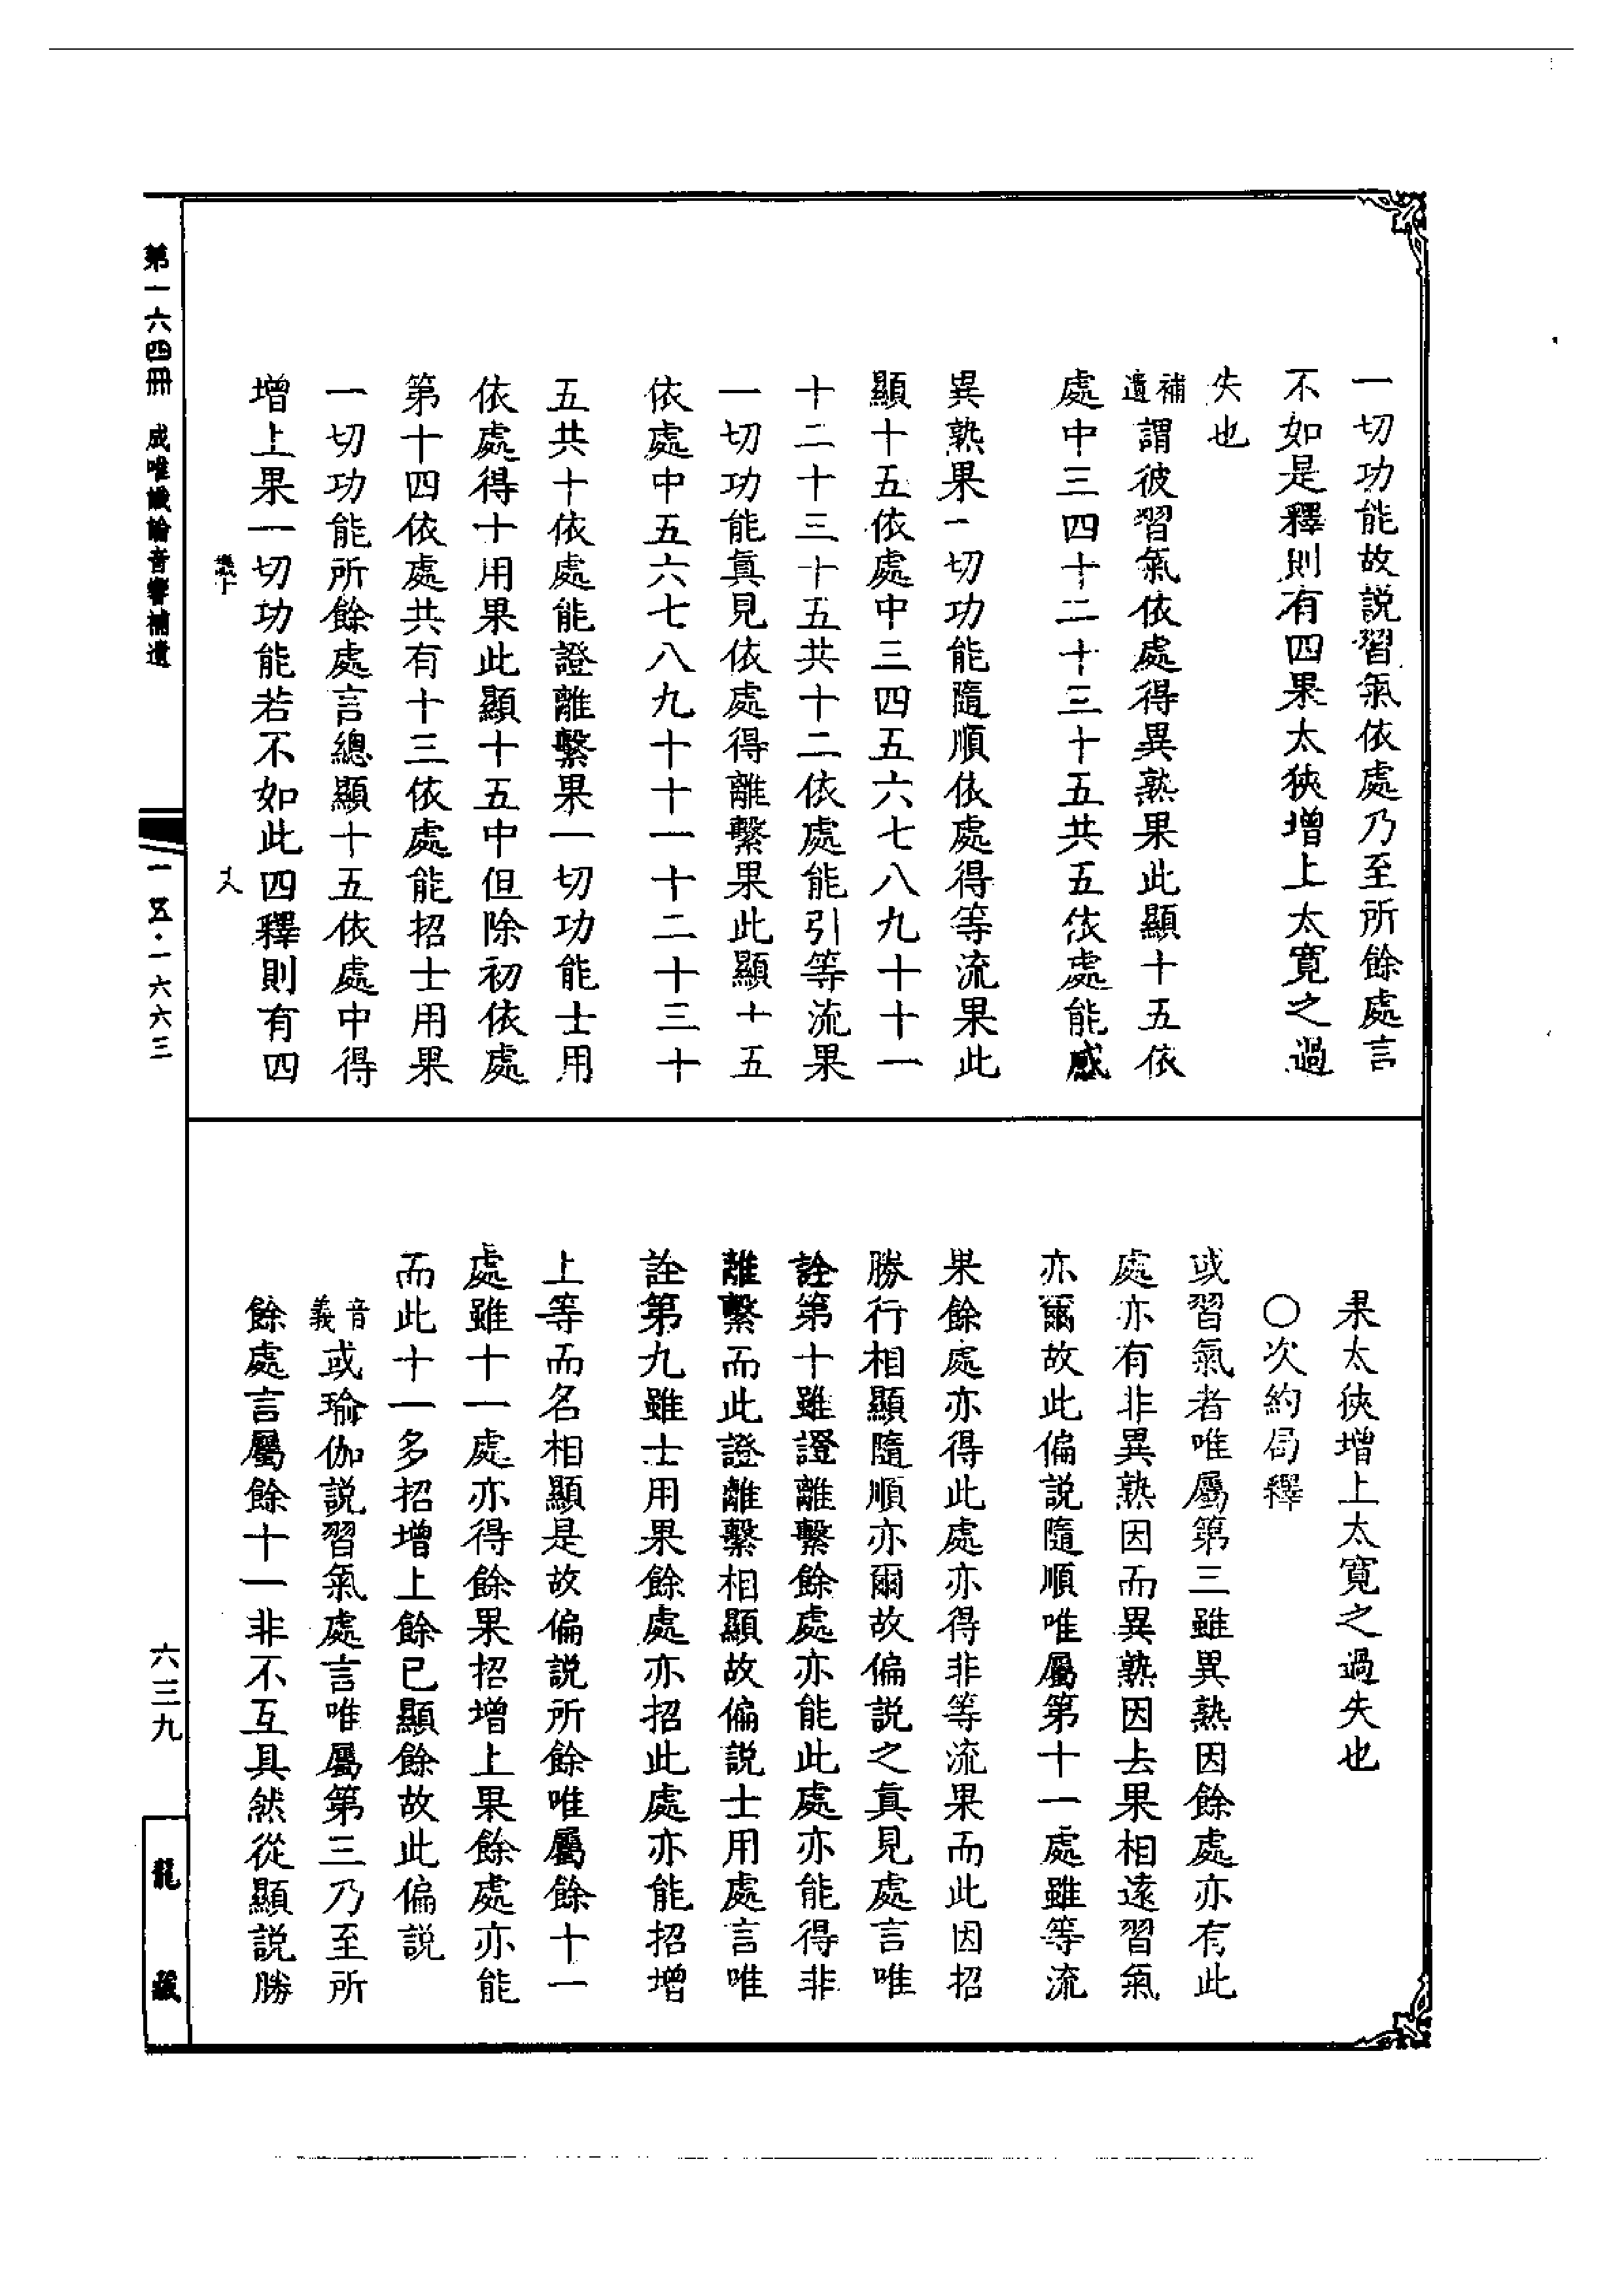 一切功能故説習氣依處乃至所餘處言
不如是釋則有四果太狹增上太寬之過
失也
補遺謂彼習氣依處得異熟果此顯十五依
處中三四十二十三十五共五依處能感
異熟果一切功能隨順依處得等流果此
顯十五依處中三四五六七八九十十一
十二十三十五共十二依處能引等流果
一切功能眞見依處得離繫果此顯十五
依處中五六七八九十十一十二十三十
五共十依處能證離繫果一切功能士用
依處得十用果此顯十五中但除初依處
第十四依處共有十三依處能招士用果
一切功能所餘處言總顯十五依處中得
增上果一切功能若不如此四釋則有四
果太狹增上太寬之過失也
〇次約局釋
或習氣者唯屬第三雖異熟因餘處亦有此
處亦有非異熟因而異熟因去果相遠習氣
亦爾故此偏説隨順唯屬第十一處雖等流
果餘處亦得此處亦得非等流果而此因招
勝行相顯隨順亦爾故偏説之眞見處言唯
詮第十雖證離繫餘處亦能此處亦能得非
離繫而此證離繫相顯故偏説士用處言唯
詮第九雖士用果餘處亦招此處亦能招增
上等而名相顯是故偏説所餘唯屬餘十一
處雖十一處亦得餘果招增上果餘處亦能
而此十一多招增上餘已顯餘故此偏説
音義或瑜伽説習氣處言唯屬第三乃至所
餘處言屬餘十一非不互具然從顯説勝
第一六四冊　成唯識論音響補遺
一五·一六六三
六三九
龍藏